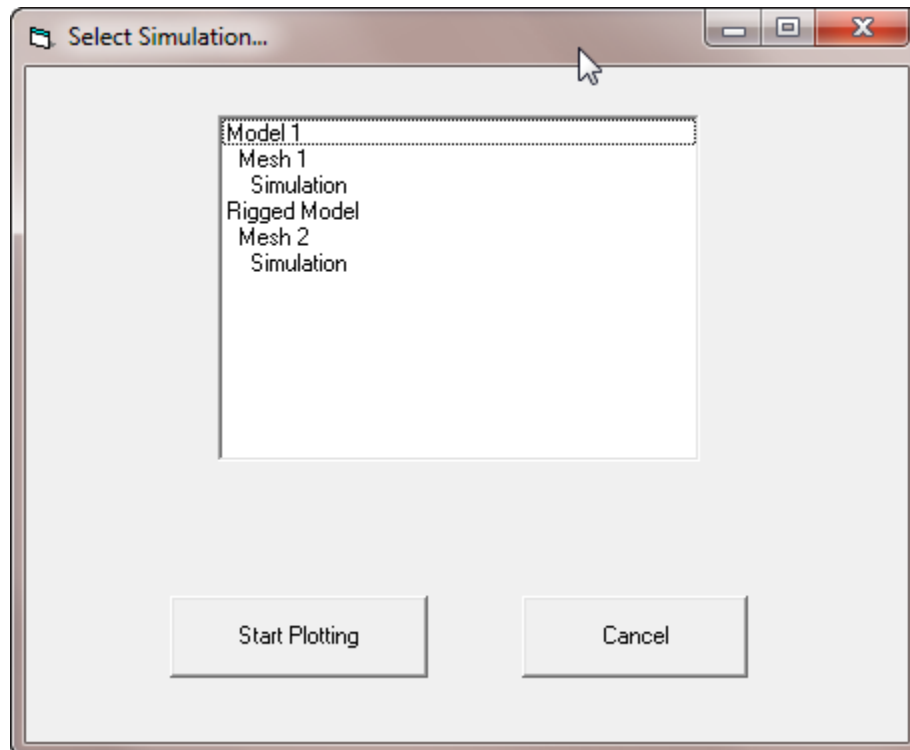 Select Simulation...
Model 1
Mesh 1
Simulation
Rigged Model
Mesh 2
Simulation
Start Plotting
Cancel